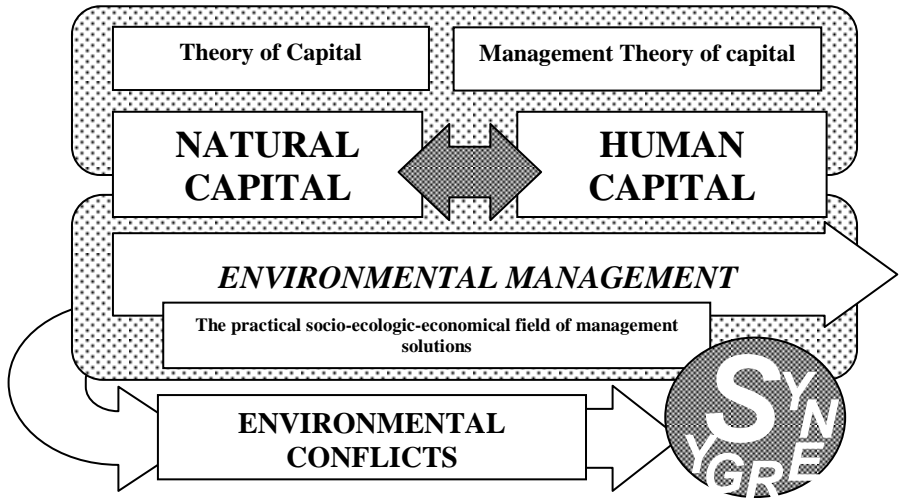 Theory of Capital
Management Theory of capital
NATURAL
CAPITAL
HUMAN
CAPITAL
ENVIRONMENTAL MANAGEMENT
The practical socio-ecologic-economical field of management
solutions
ENVIRONMENTAL
CONFLICTS
SYNERGY